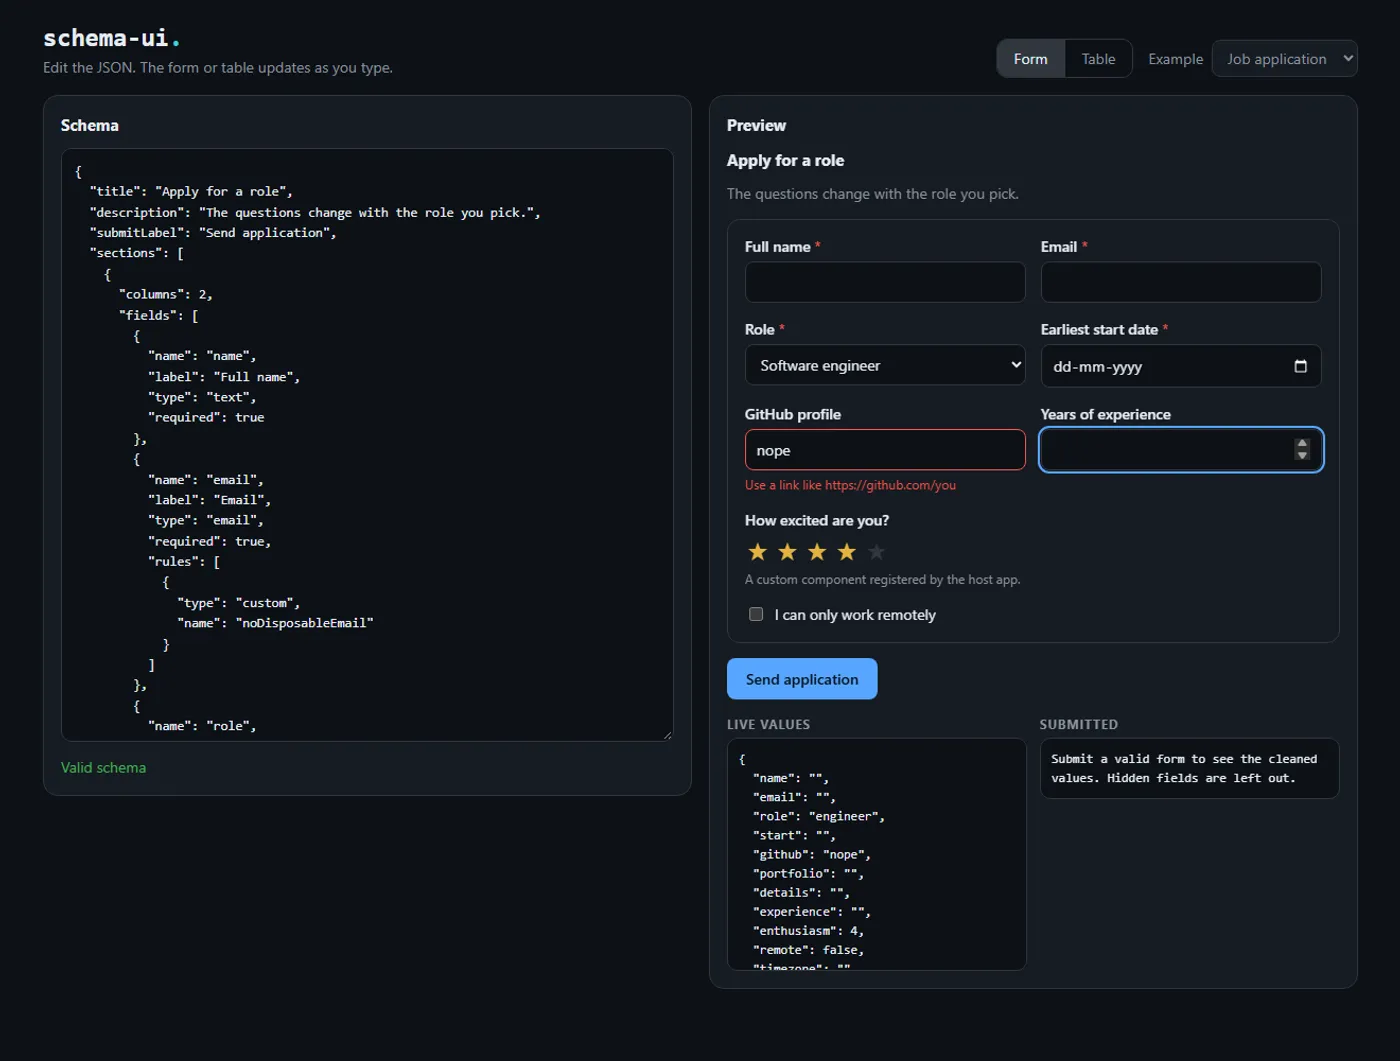 schema-ui.
Edit the JSON. The form or table updates as you type.
Form
Table
Example
Job application
Schema
{
"title": "Apply for a role",
"description": "The questions change with the role you pick.",
"submitLabel": "Send application",
"sections": [
{
"columns": 2,
"fields": [
{
"name": "name",
"label": "Full name",
"type": "text",
"required": true
},
{
"name": "email",
"label": "Email",
"type": "email",
"required": true,
"rules": [
{
"type": "custom",
"name": "noDisposableEmail"
}
]
},
{
"name": "role",
Valid schema
Preview
Apply for a role
The questions change with the role you pick.
Full name *
Email *
Role *
Software engineer
Earliest start date *
dd-mm-yyyy
GitHub profile
nope
Use a link like https://github.com/you
Years of experience
How excited are you?
A custom component registered by the host app.
I can only work remotely
Send application
LIVE VALUES
{
"name": "",
"email": "",
"role": "engineer",
"start": "",
"github": "nope",
"portfolio": "",
"details": "",
"experience": "",
"enthusiasm": 4,
"remote": false,
"timezone": ""
SUBMITTED
Submit a valid form to see the cleaned
values. Hidden fields are left out.